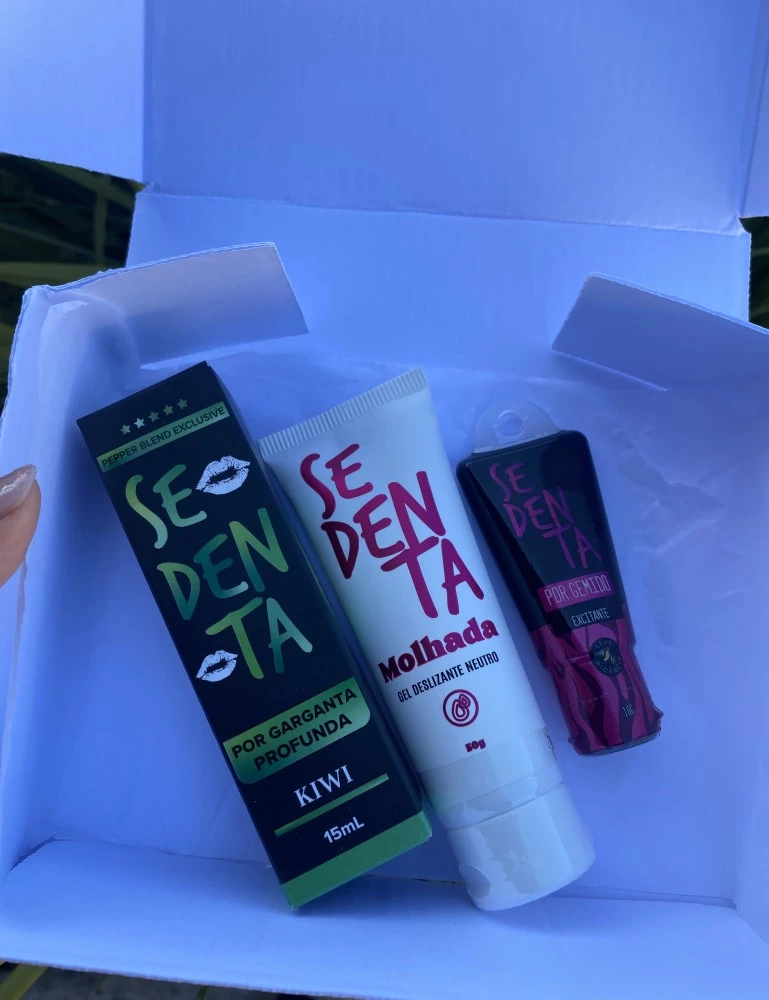 PEPPER BLEND EXCLUSIVE
SE
DEN
TA
POR GARGANTA
PROFUNDA
KIWI
15mL
SE
DEN
TA
Molhada
GEL DESLIZANTE NEUTRO
50g
SE
DEN
TA
POR GEMIDO
EXCITANTE
18G